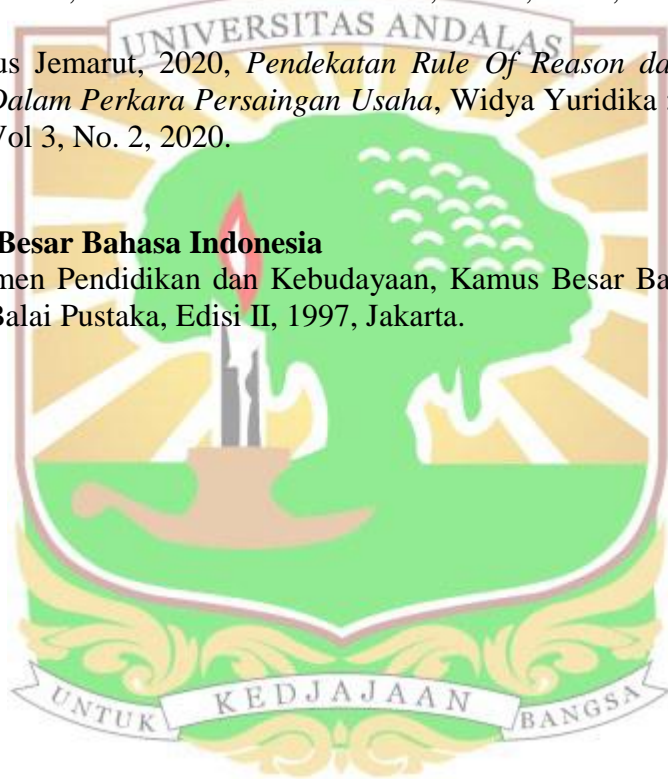 UNIVERSITAS ANDALAS
us Jemarut, 2020, Pendekatan Rule Of Reason da
Dalam Perkara Persaingan Usaha, Widya Yuridika
Vol 3, No. 2, 2020.
Besar Bahasa Indonesia
men Pendidikan dan Kebudayaan, Kamus Besar Ba
Balai Pustaka, Edisi II, 1997, Jakarta.
UNTUK KEDJAJAAN BANGSA